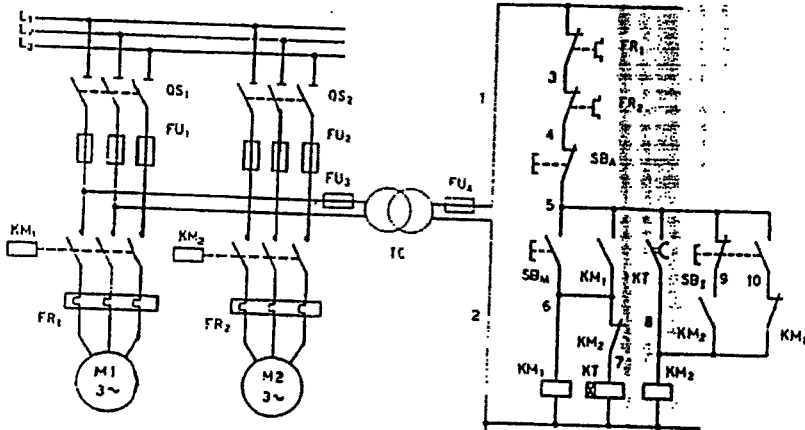 L₁
L₂
L₃
QS₁
QS₂
FU₁
FU₂
FU₃
FU₄
TC
KM₁
KM₂
FR₁
FR₂
M1
3~
M2
3~
1
2
FR₁
3
FR₂
4
SBA
5
SBM
KM₁
KT
SB₂
9
10
6
8
KM₂
KM₂
7
KM₁
KT
KM₂